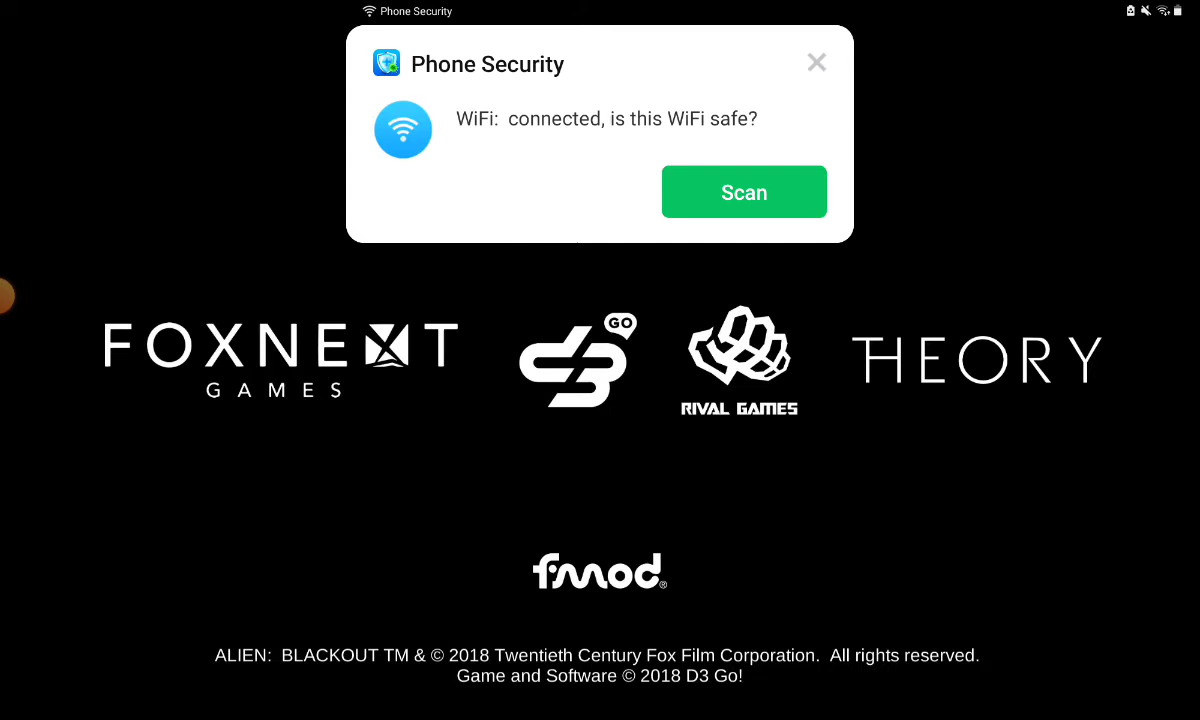 Phone Security
Phone Security
WiFi:  connected, is this WiFi safe?
Scan
FOXNEXT
GAMES
D3
GO
RIVAL GAMES
THEORY
fmod®
ALIEN:  BLACKOUT TM & © 2018 Twentieth Century Fox Film Corporation.  All rights reserved.
Game and Software © 2018 D3 Go!